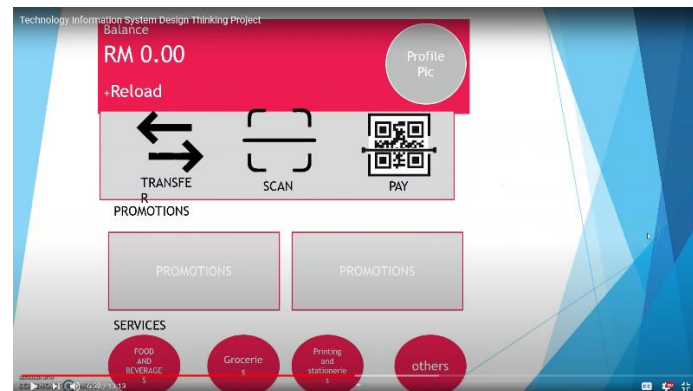 Technology Information System Design Thinking Project
Balance
RM 0.00
+Reload
Profile
Pic
TRANSFE
R
SCAN
PAY
PROMOTIONS
PROMOTIONS
PROMOTIONS
SERVICES
FOOD
AND
BEVERAGE
S
Grocerie
s
Printing
and
stationerie
s
others